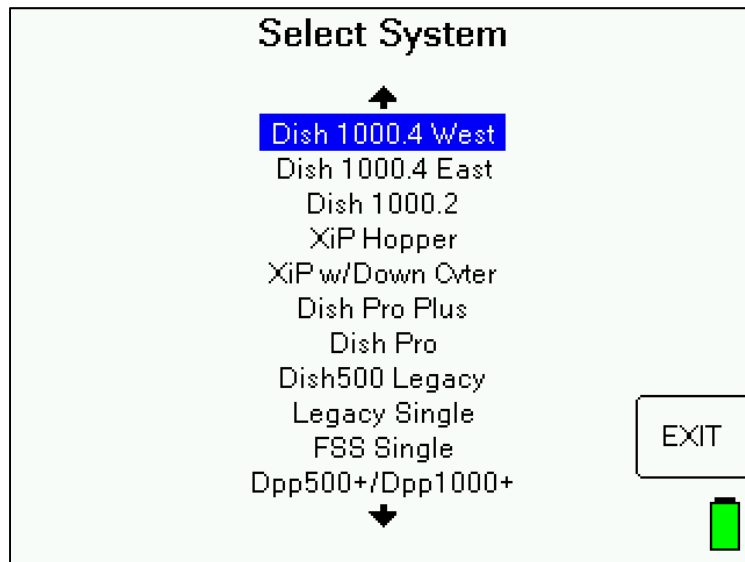 Select System
Dish 1000.4 West
Dish 1000.4 East
Dish 1000.2
XiP Hopper
XiP w/Down Cvter
Dish Pro Plus
Dish Pro
Dish500 Legacy
Legacy Single
FSS Single
Dpp500+/Dpp1000+
EXIT